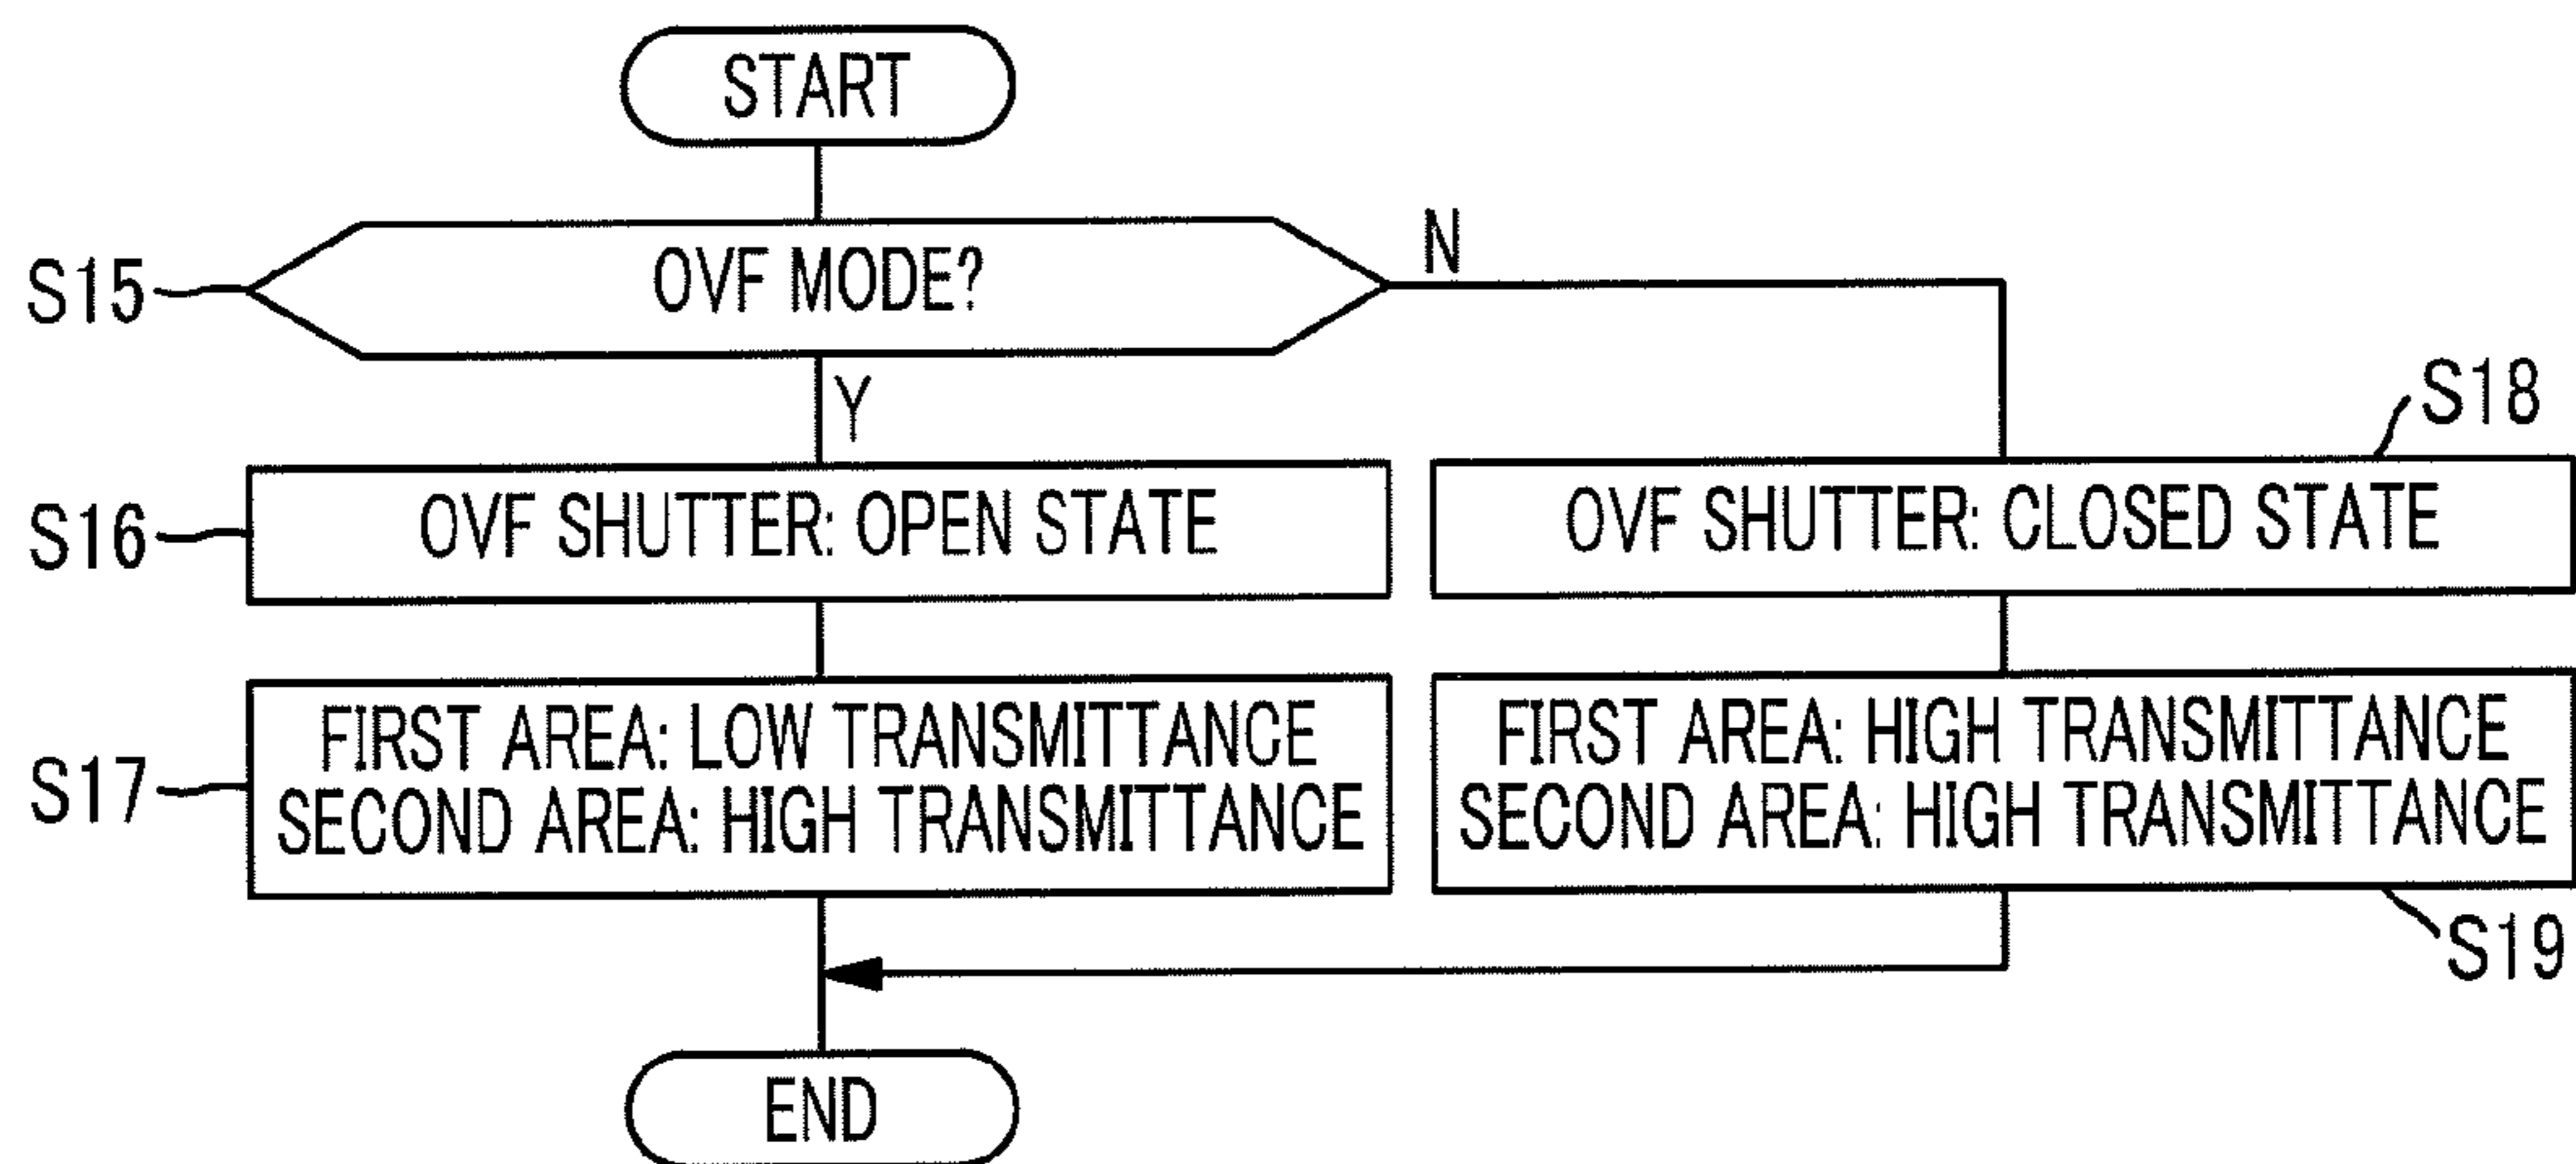 START
S15
OVF MODE?
N
Y
S16
OVF SHUTTER: OPEN STATE
S18
OVF SHUTTER: CLOSED STATE
S17
FIRST AREA: LOW TRANSMITTANCE
SECOND AREA: HIGH TRANSMITTANCE
FIRST AREA: HIGH TRANSMITTANCE
SECOND AREA: HIGH TRANSMITTANCE
S19
END